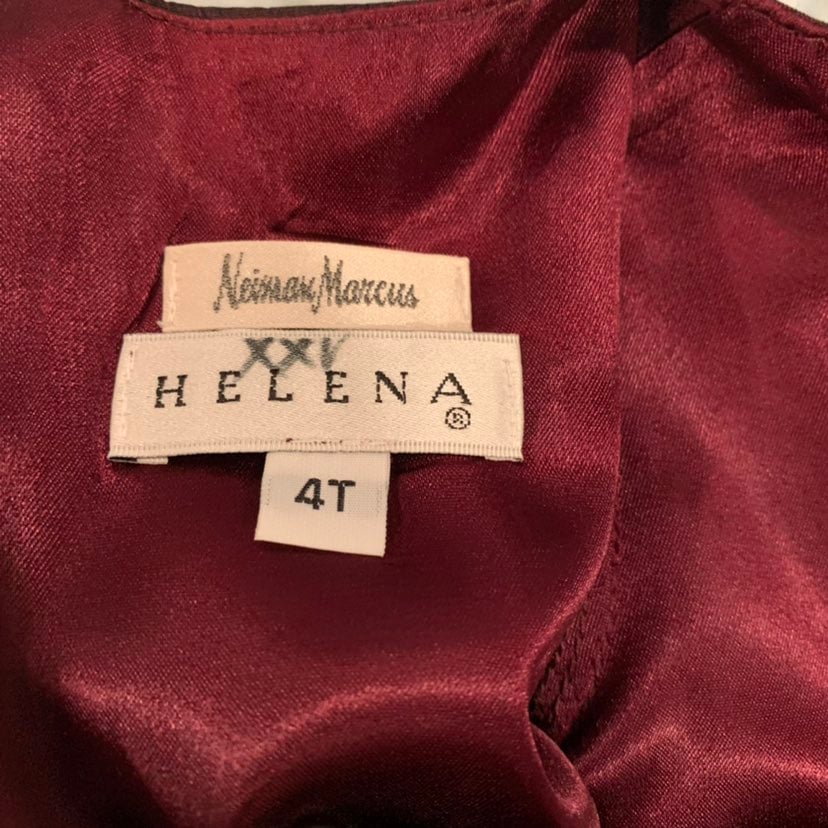 Neiman Marcus
XXV
HELENA®
4T